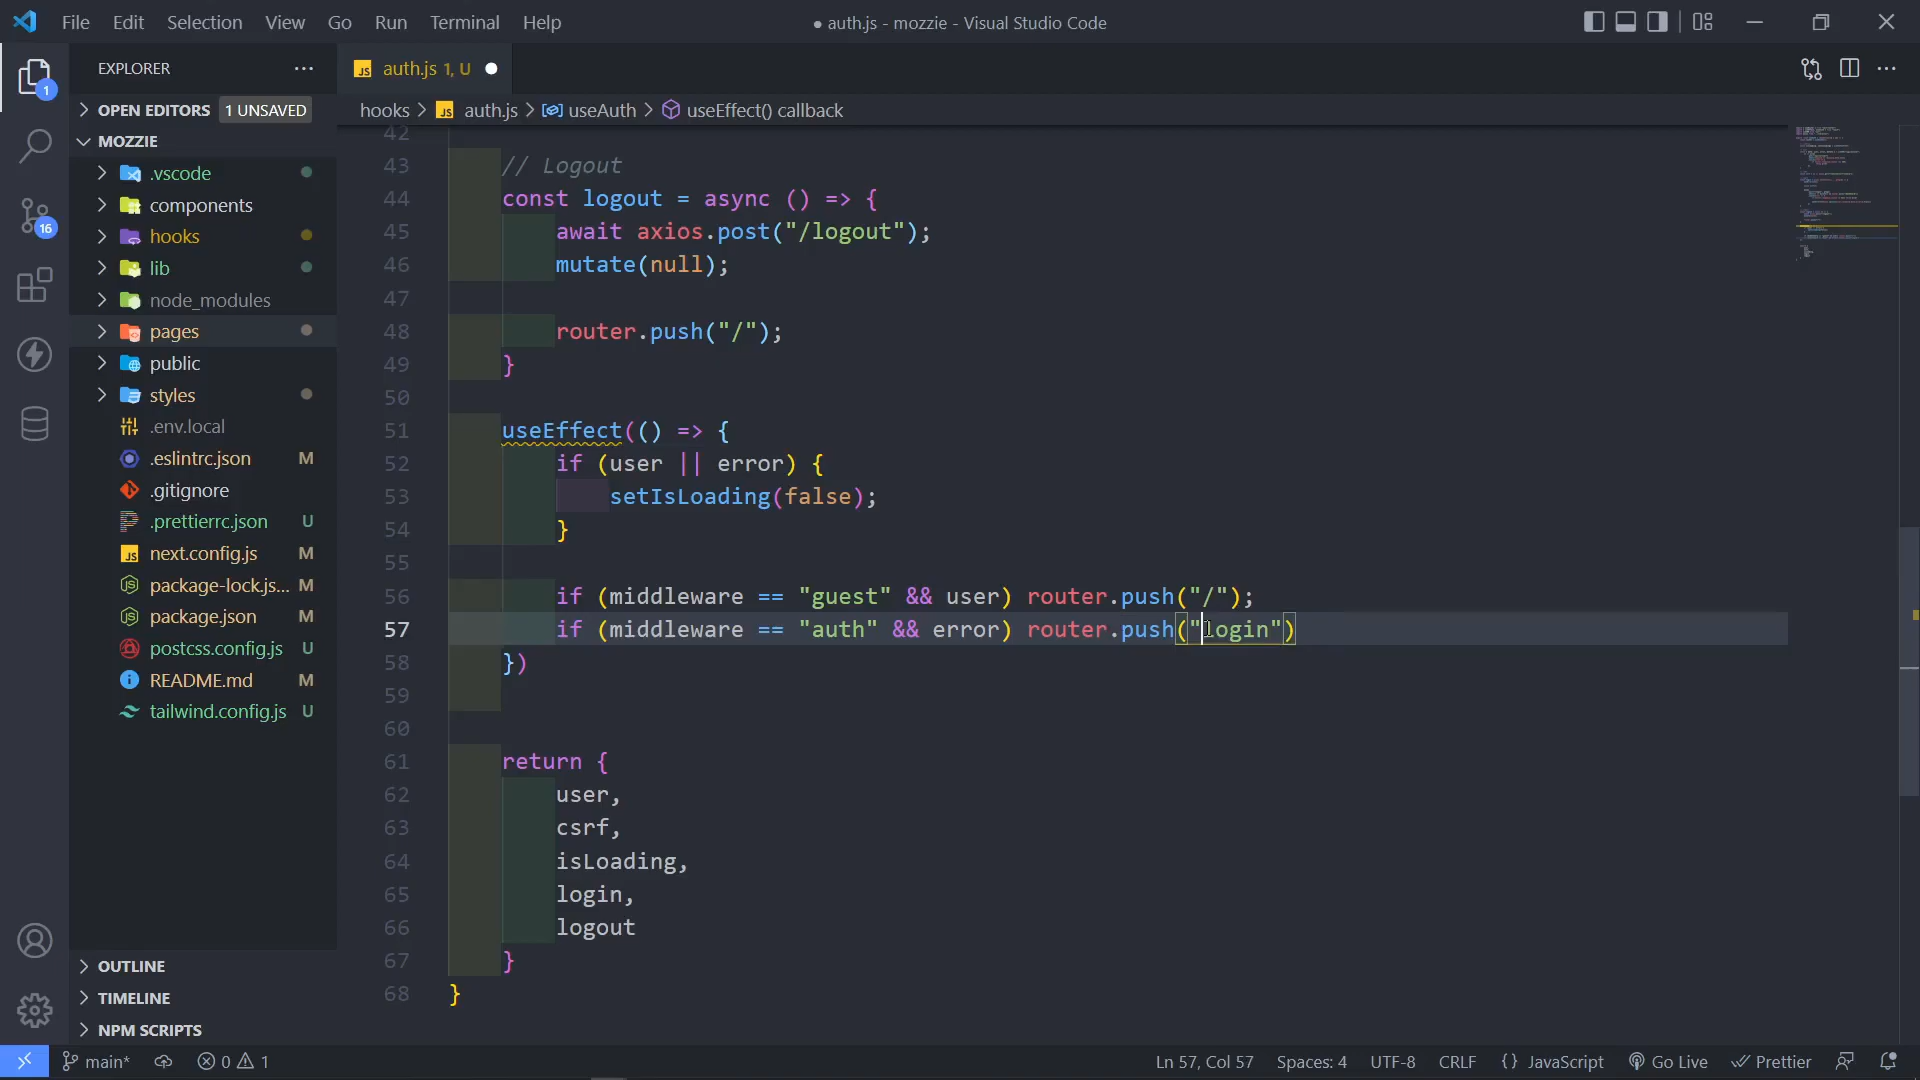 File Edit Selection View Go Run Terminal Help
● auth.js - mozzie - Visual Studio Code
EXPLORER
OPEN EDITORS 1 UNSAVED
MOZZIE
.vscode
components
hooks
lib
node_modules
pages
public
styles
.env.local
.eslintrc.json M
.gitignore
.prettierrc.json U
next.config.js M
package-lock.js... M
package.json M
postcss.config.js U
README.md M
tailwind.config.js U
OUTLINE
TIMELINE
NPM SCRIPTS
1
16
JS auth.js 1, U
hooks > JS auth.js > useAuth > useEffect() callback
42
43 // Logout
44 const logout = async () => {
45 await axios.post("/logout");
46 mutate(null);
47
48 router.push("/");
49 }
50
51 useEffect(() => {
52 if (user || error) {
53 setIsLoading(false);
54 }
55
56 if (middleware == "guest" && user) router.push("/");
57 if (middleware == "auth" && error) router.push("login")
58 })
59
60
61 return {
62 user,
63 csrf,
64 isLoading,
65 login,
66 logout
67 }
68 }
main* 0 1 Ln 57, Col 57 Spaces: 4 UTF-8 CRLF {} JavaScript Go Live Prettier